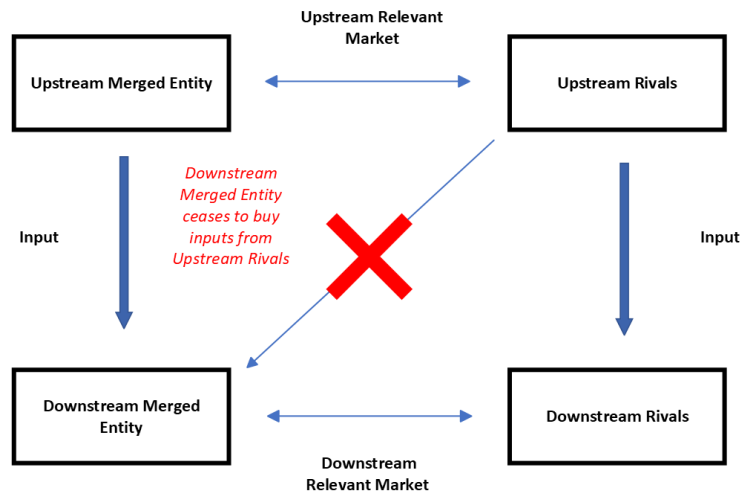 Upstream Relevant
Market
Upstream Merged Entity
Upstream Rivals
Downstream
Merged Entity
ceases to buy
inputs from
Upstream Rivals
Input
Input
Downstream Merged
Entity
Downstream Rivals
Downstream
Relevant Market